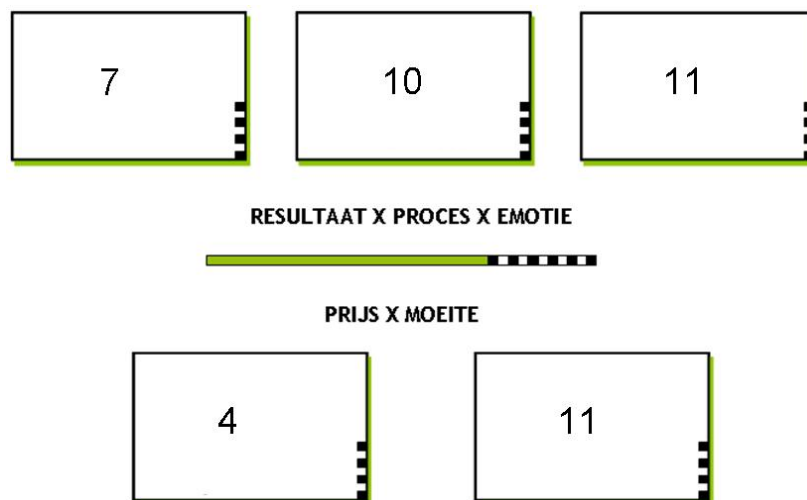 7 10 11
RESULTAAT X PROCES X EMOTIE
PRIJS X MOEITE
4 11